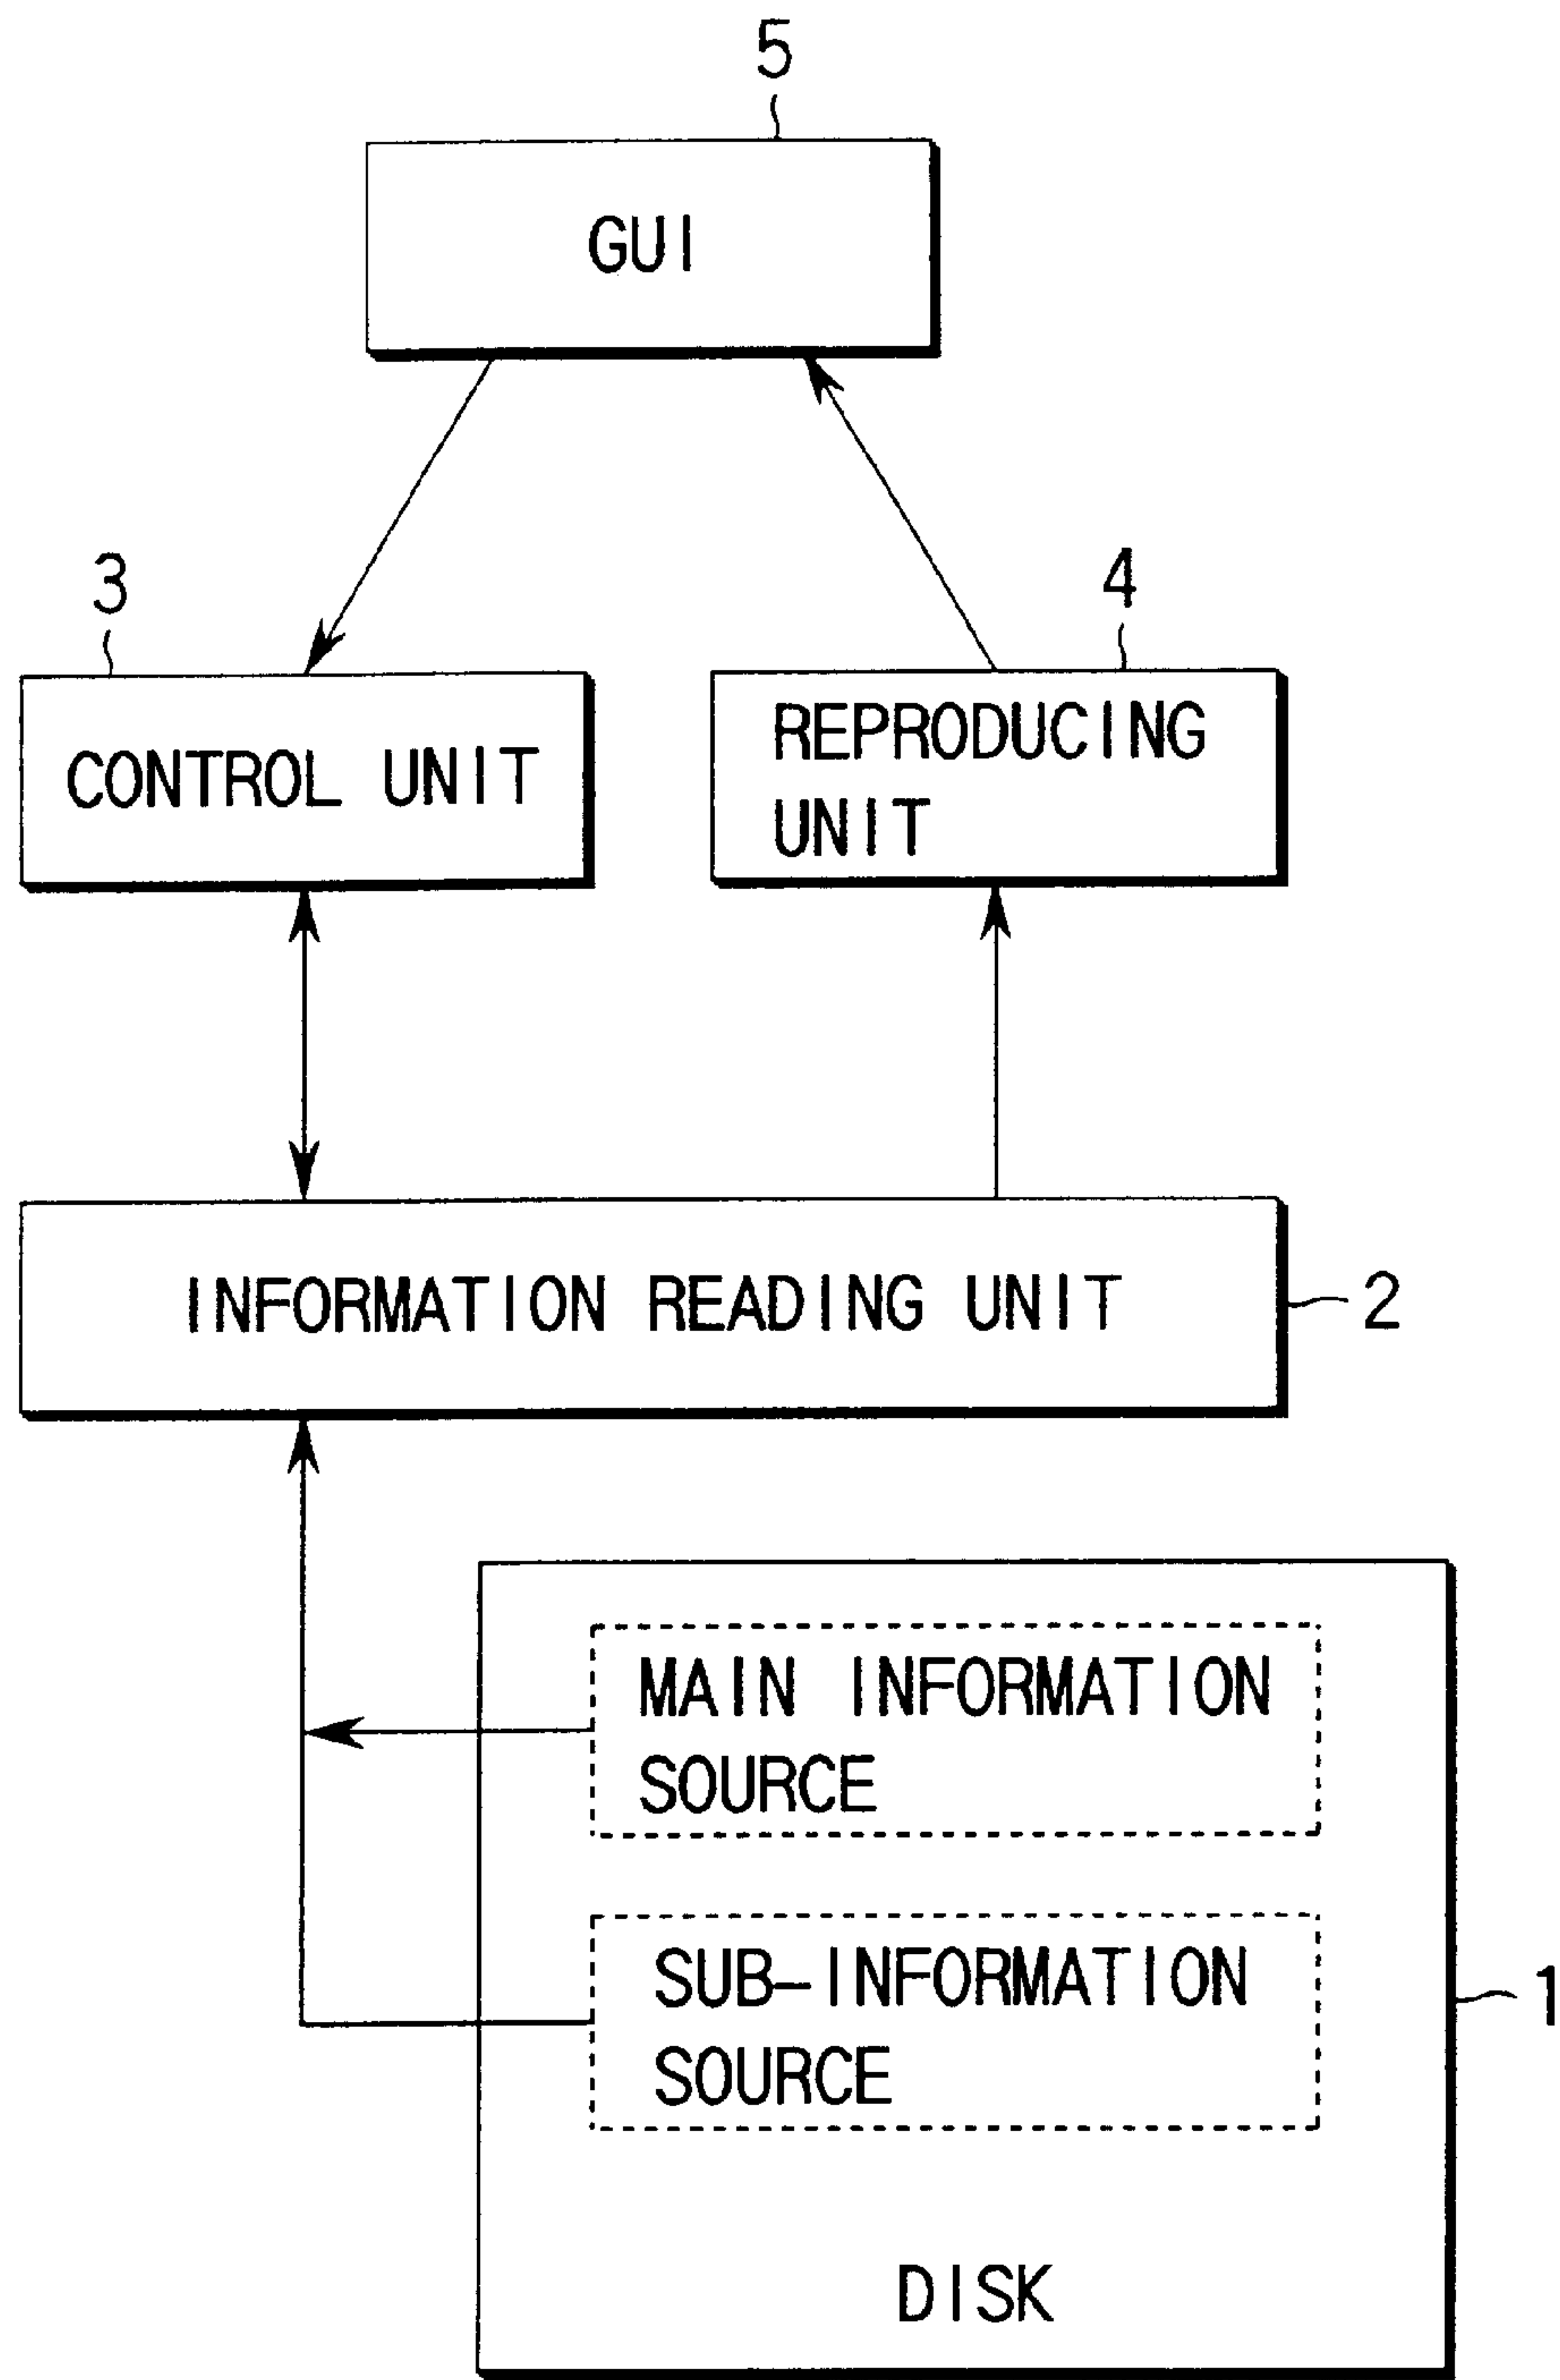 5
GUI
3
4
CONTROL UNIT
REPRODUCING
UNIT
INFORMATION READING UNIT
2
MAIN INFORMATION
SOURCE
SUB-INFORMATION
SOURCE
1
DISK